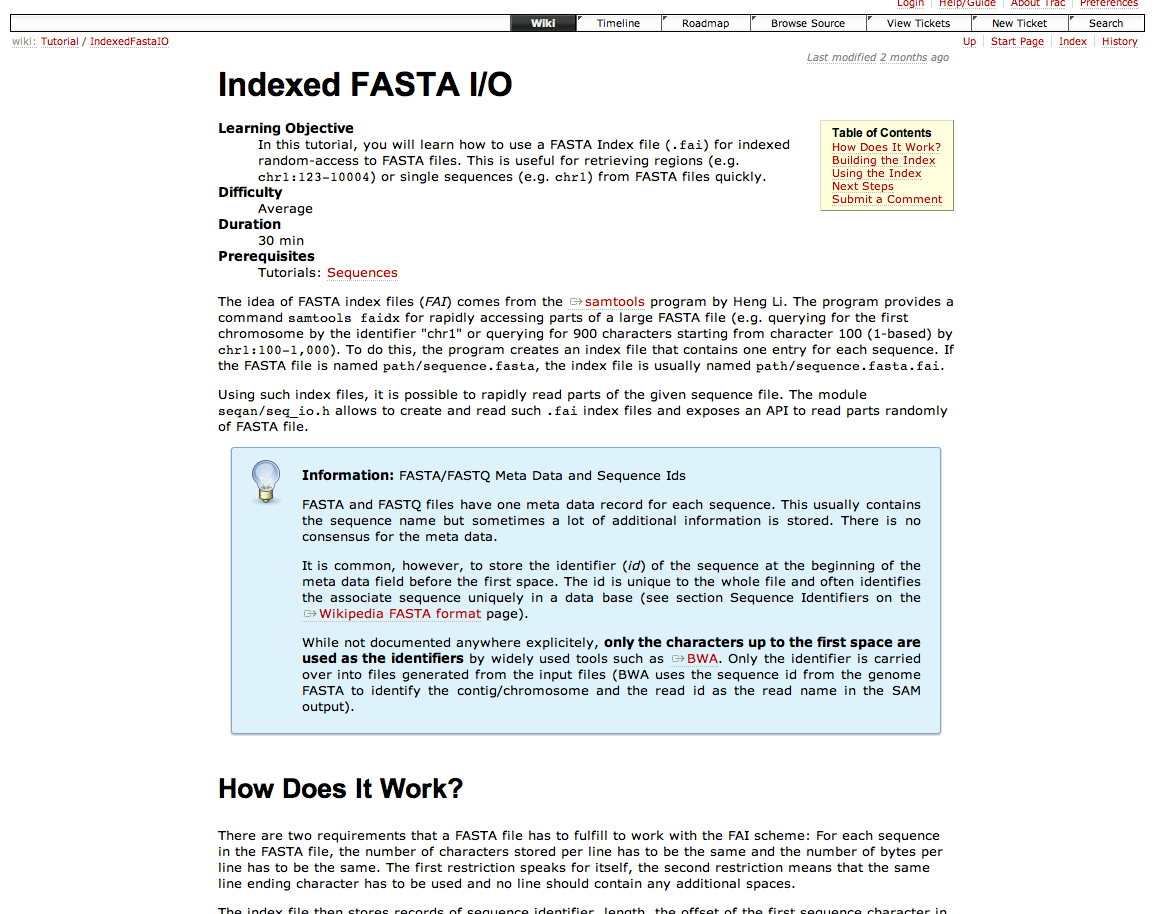 Login Help/Guide About Trac Preferences
Wiki Timeline Roadmap Browse Source View Tickets New Ticket Search
wiki: Tutorial / IndexedFastaIO Up Start Page Index History
Last modified 2 months ago
Indexed FASTA I/O
Learning Objective
In this tutorial, you will learn how to use a FASTA Index file (.fai) for indexed
random-access to FASTA files. This is useful for retrieving regions (e.g.
chr1:123-10004) or single sequences (e.g. chr1) from FASTA files quickly.
Difficulty
Average
Duration
30 min
Prerequisites
Tutorials: Sequences
Table of Contents
How Does It Work?
Building the Index
Using the Index
Next Steps
Submit a Comment
The idea of FASTA index files (FAI) comes from the samtools program by Heng Li. The program provides a
command samtools faidx for rapidly accessing parts of a large FASTA file (e.g. querying for the first
chromosome by the identifier "chr1" or querying for 900 characters starting from character 100 (1-based) by
chr1:100-1,000). To do this, the program creates an index file that contains one entry for each sequence. If
the FASTA file is named path/sequence.fasta, the index file is usually named path/sequence.fasta.fai.
Using such index files, it is possible to rapidly read parts of the given sequence file. The module
seqan/seq_io.h allows to create and read such .fai index files and exposes an API to read parts randomly
of FASTA file.
Information: FASTA/FASTQ Meta Data and Sequence Ids
FASTA and FASTQ files have one meta data record for each sequence. This usually contains
the sequence name but sometimes a lot of additional information is stored. There is no
consensus for the meta data.
It is common, however, to store the identifier (id) of the sequence at the beginning of the
meta data field before the first space. The id is unique to the whole file and often identifies
the associate sequence uniquely in a data base (see section Sequence Identifiers on the
Wikipedia FASTA format page).
While not documented anywhere explicitely, only the characters up to the first space are
used as the identifiers by widely used tools such as BWA. Only the identifier is carried
over into files generated from the input files (BWA uses the sequence id from the genome
FASTA to identify the contig/chromosome and the read id as the read name in the SAM
output).
How Does It Work?
There are two requirements that a FASTA file has to fulfill to work with the FAI scheme: For each sequence
in the FASTA file, the number of characters stored per line has to be the same and the number of bytes per
line has to be the same. The first restriction speaks for itself, the second restriction means that the same
line ending character has to be used and no line should contain any additional spaces.
The index file then stores records of sequence identifier, length, the offset of the first sequence character in